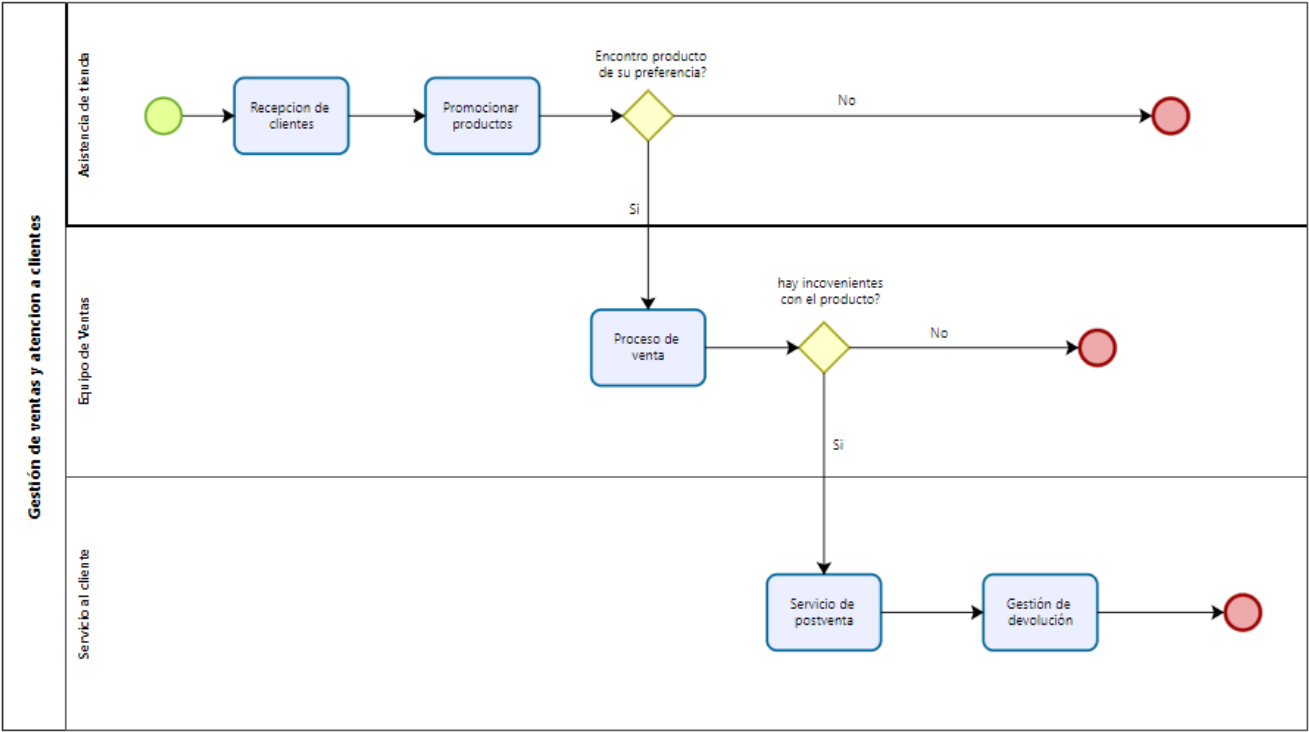 Gestión de ventas y atencion a clientes
Asistencia de tienda
Recepcion de
clientes
Promocionar
productos
Encontro producto
de su preferencia?
No
Si
Equipo de Ventas
Proceso de
venta
hay incovenientes
con el producto?
No
Si
Servicio al cliente
Servicio de
postventa
Gestión de
devolución